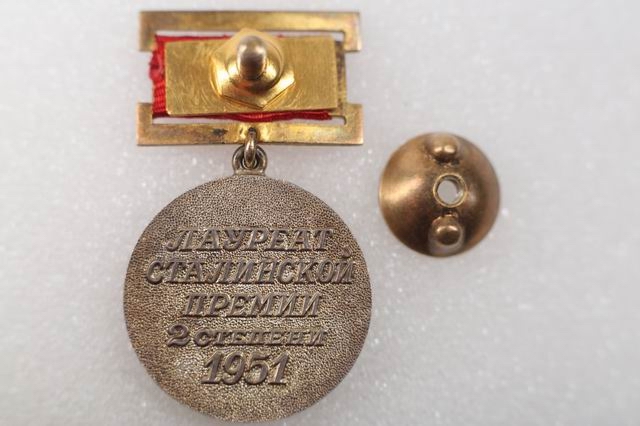 ЛАУРЕАТ
СТАЛИНСКОЙ
ПРЕМИИ
2 СТЕПЕНИ
1951